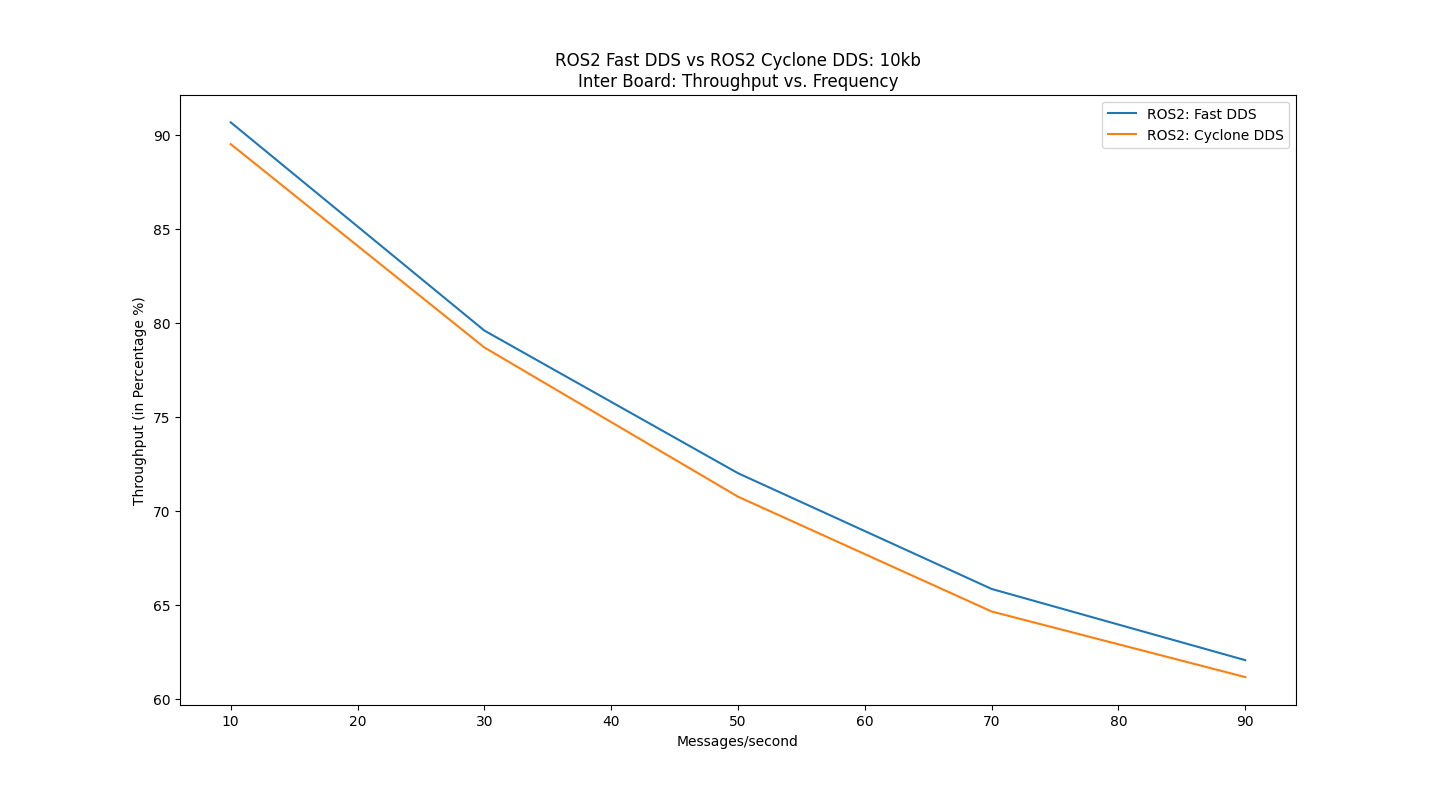 ROS2 Fast DDS vs ROS2 Cyclone DDS: 10kb
Inter Board: Throughput vs. Frequency
ROS2: Fast DDS
ROS2: Cyclone DDS
Throughput (in Percentage %)
90
85
80
75
70
65
60
10 20 30 40 50 60 70 80 90
Messages/second